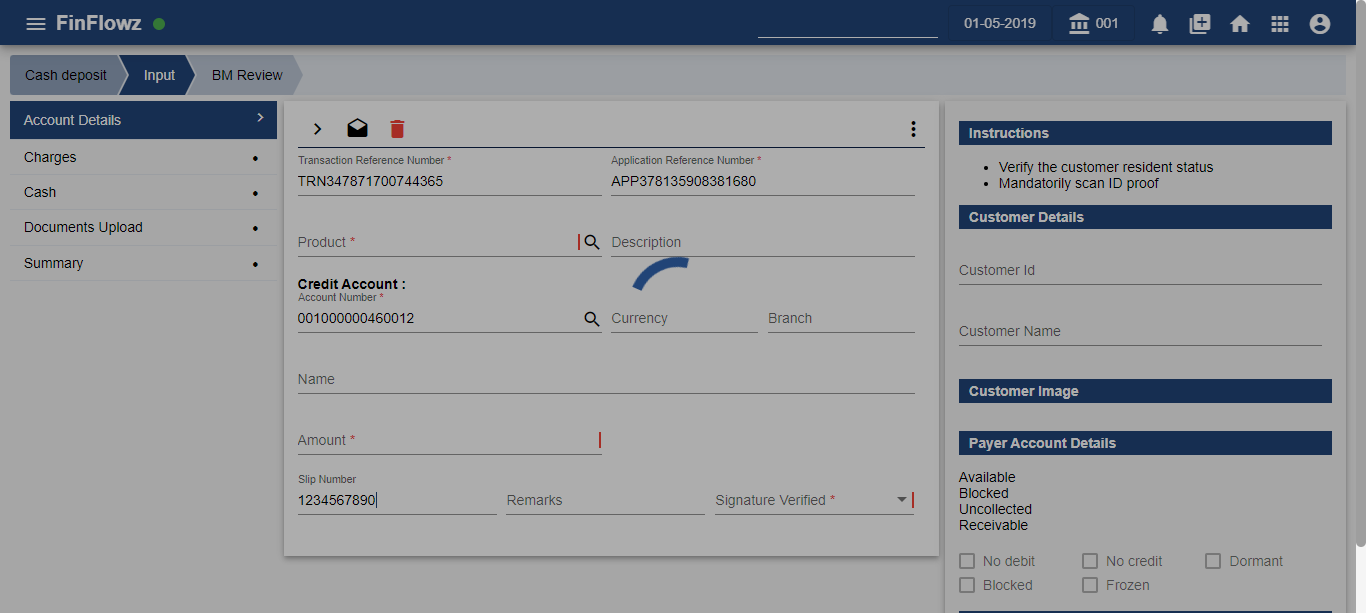 FinFlowz
01-05-2019
001
Cash deposit
Input
BM Review
Account Details
Charges
Cash
Documents Upload
Summary
Transaction Reference Number *
Application Reference Number *
TRN347871700744365
APP378135908381680
Product *
Description
Credit Account :
Account Number *
001000000460012
Currency
Branch
Name
Amount *
Slip Number
1234567890
Remarks
Signature Verified *
Instructions
• Verify the customer resident status
• Mandatorily scan ID proof
Customer Details
Customer Id
Customer Name
Customer Image
Payer Account Details
Available
Blocked
Uncollected
Receivable
No debit
No credit
Dormant
Blocked
Frozen